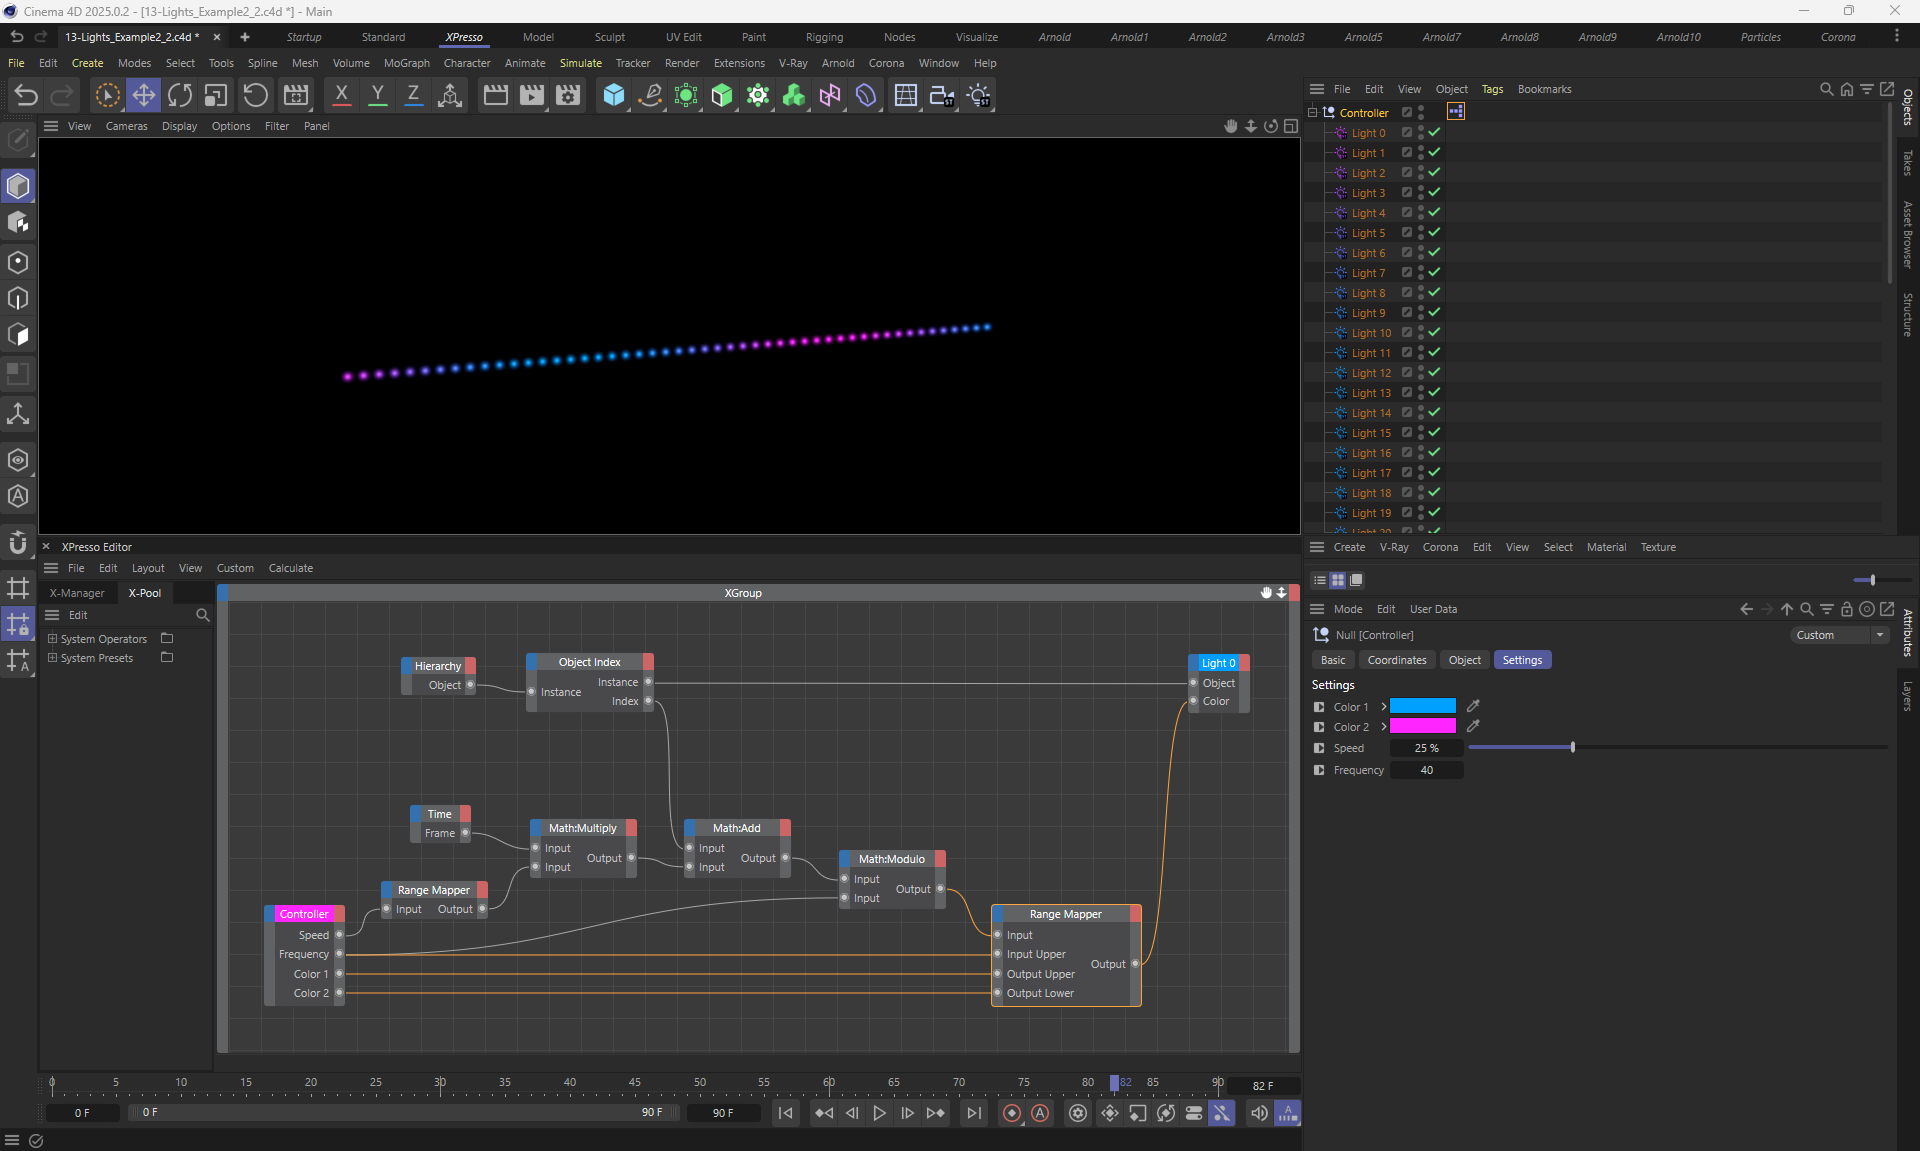 Cinema 4D 2025.0.2 - [13-Lights_Example2_2.c4d *] - Main
13-Lights_Example2_2.c4d *
Startup Standard XPresso Model Sculpt UV Edit Paint Rigging Nodes Visualize Arnold Arnold1 Arnold2 Arnold3 Arnold5 Arnold7 Arnold8 Arnold9 Arnold10 Particles Corona
File Edit Create Modes Select Tools Spline Mesh Volume MoGraph Character Animate Simulate Tracker Render Extensions V-Ray Arnold Corona Window Help
X Y Z ST ST
View Cameras Display Options Filter Panel
File Edit View Object Tags Bookmarks
Controller
Light 0
Light 1
Light 2
Light 3
Light 4
Light 5
Light 6
Light 7
Light 8
Light 9
Light 10
Light 11
Light 12
Light 13
Light 14
Light 15
Light 16
Light 17
Light 18
Light 19
Light 20
Objects
Takes
Asset Browser
Structure
XPresso Editor
File Edit Layout View Custom Calculate
X-Manager X-Pool
Edit
System Operators
System Presets
XGroup
Hierarchy
Object
Object Index
Instance
Instance
Index
Light 0
Object
Color
Time
Frame
Math:Multiply
Input
Output
Input
Math:Add
Input
Output
Input
Math:Modulo
Input
Output
Input
Range Mapper
Input Output
Controller
Speed
Frequency
Color 1
Color 2
Range Mapper
Input
Input Upper
Output
Output Upper
Output Lower
Create V-Ray Corona Edit View Select Material Texture
Mode Edit User Data
Null [Controller]
Custom
Basic Coordinates Object Settings
Settings
Color 1
Color 2
Speed 25 %
Frequency 40
Attributes
Layers
0 5 10 15 20 25 30 35 40 45 50 55 60 65 70 75 80 82 85 90
82 F
0 F 0 F 90 F 90 F